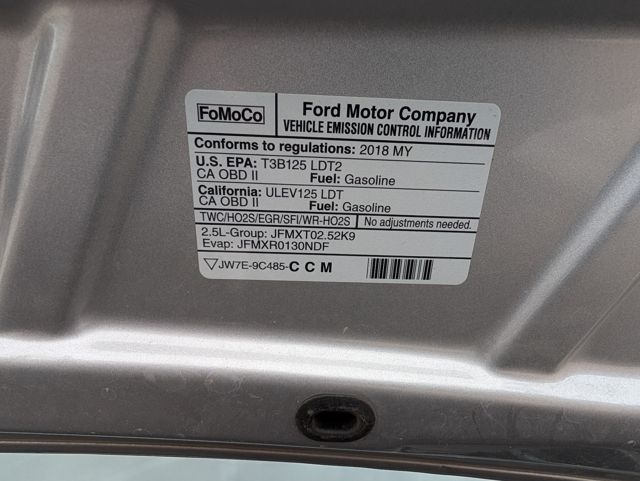 FoMoCo
Ford Motor Company
VEHICLE EMISSION CONTROL INFORMATION
Conforms to regulations: 2018 MY
U.S. EPA: T3B125 LDT2
CA OBD II Fuel: Gasoline
California: ULEV125 LDT
CA OBD II Fuel: Gasoline
TWC/HO2S/EGR/SFI/WR-HO2S No adjustments needed.
2.5L-Group: JFMXT02.52K9
Evap: JFMXR0130NDF
JW7E-9C485-C C M